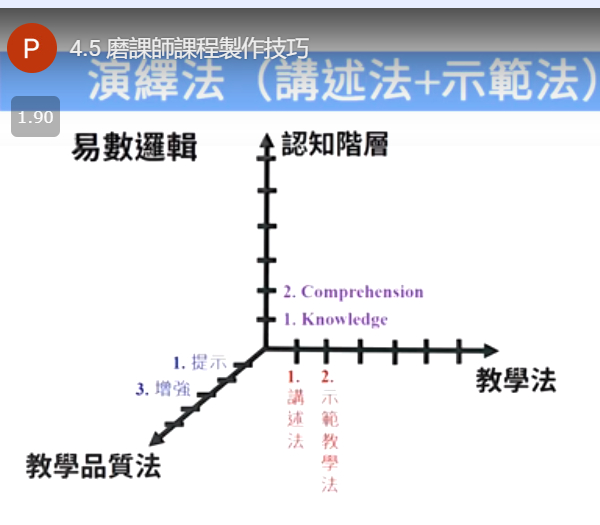 P
4.5 磨課師課程製作技巧
演繹法（講述法+示範法）
1.90
易數邏輯
認知階層
2. Comprehension
1. Knowledge
1. 提示
3. 增強
1. 講述法
2. 示範教學法
教學法
教學品質法